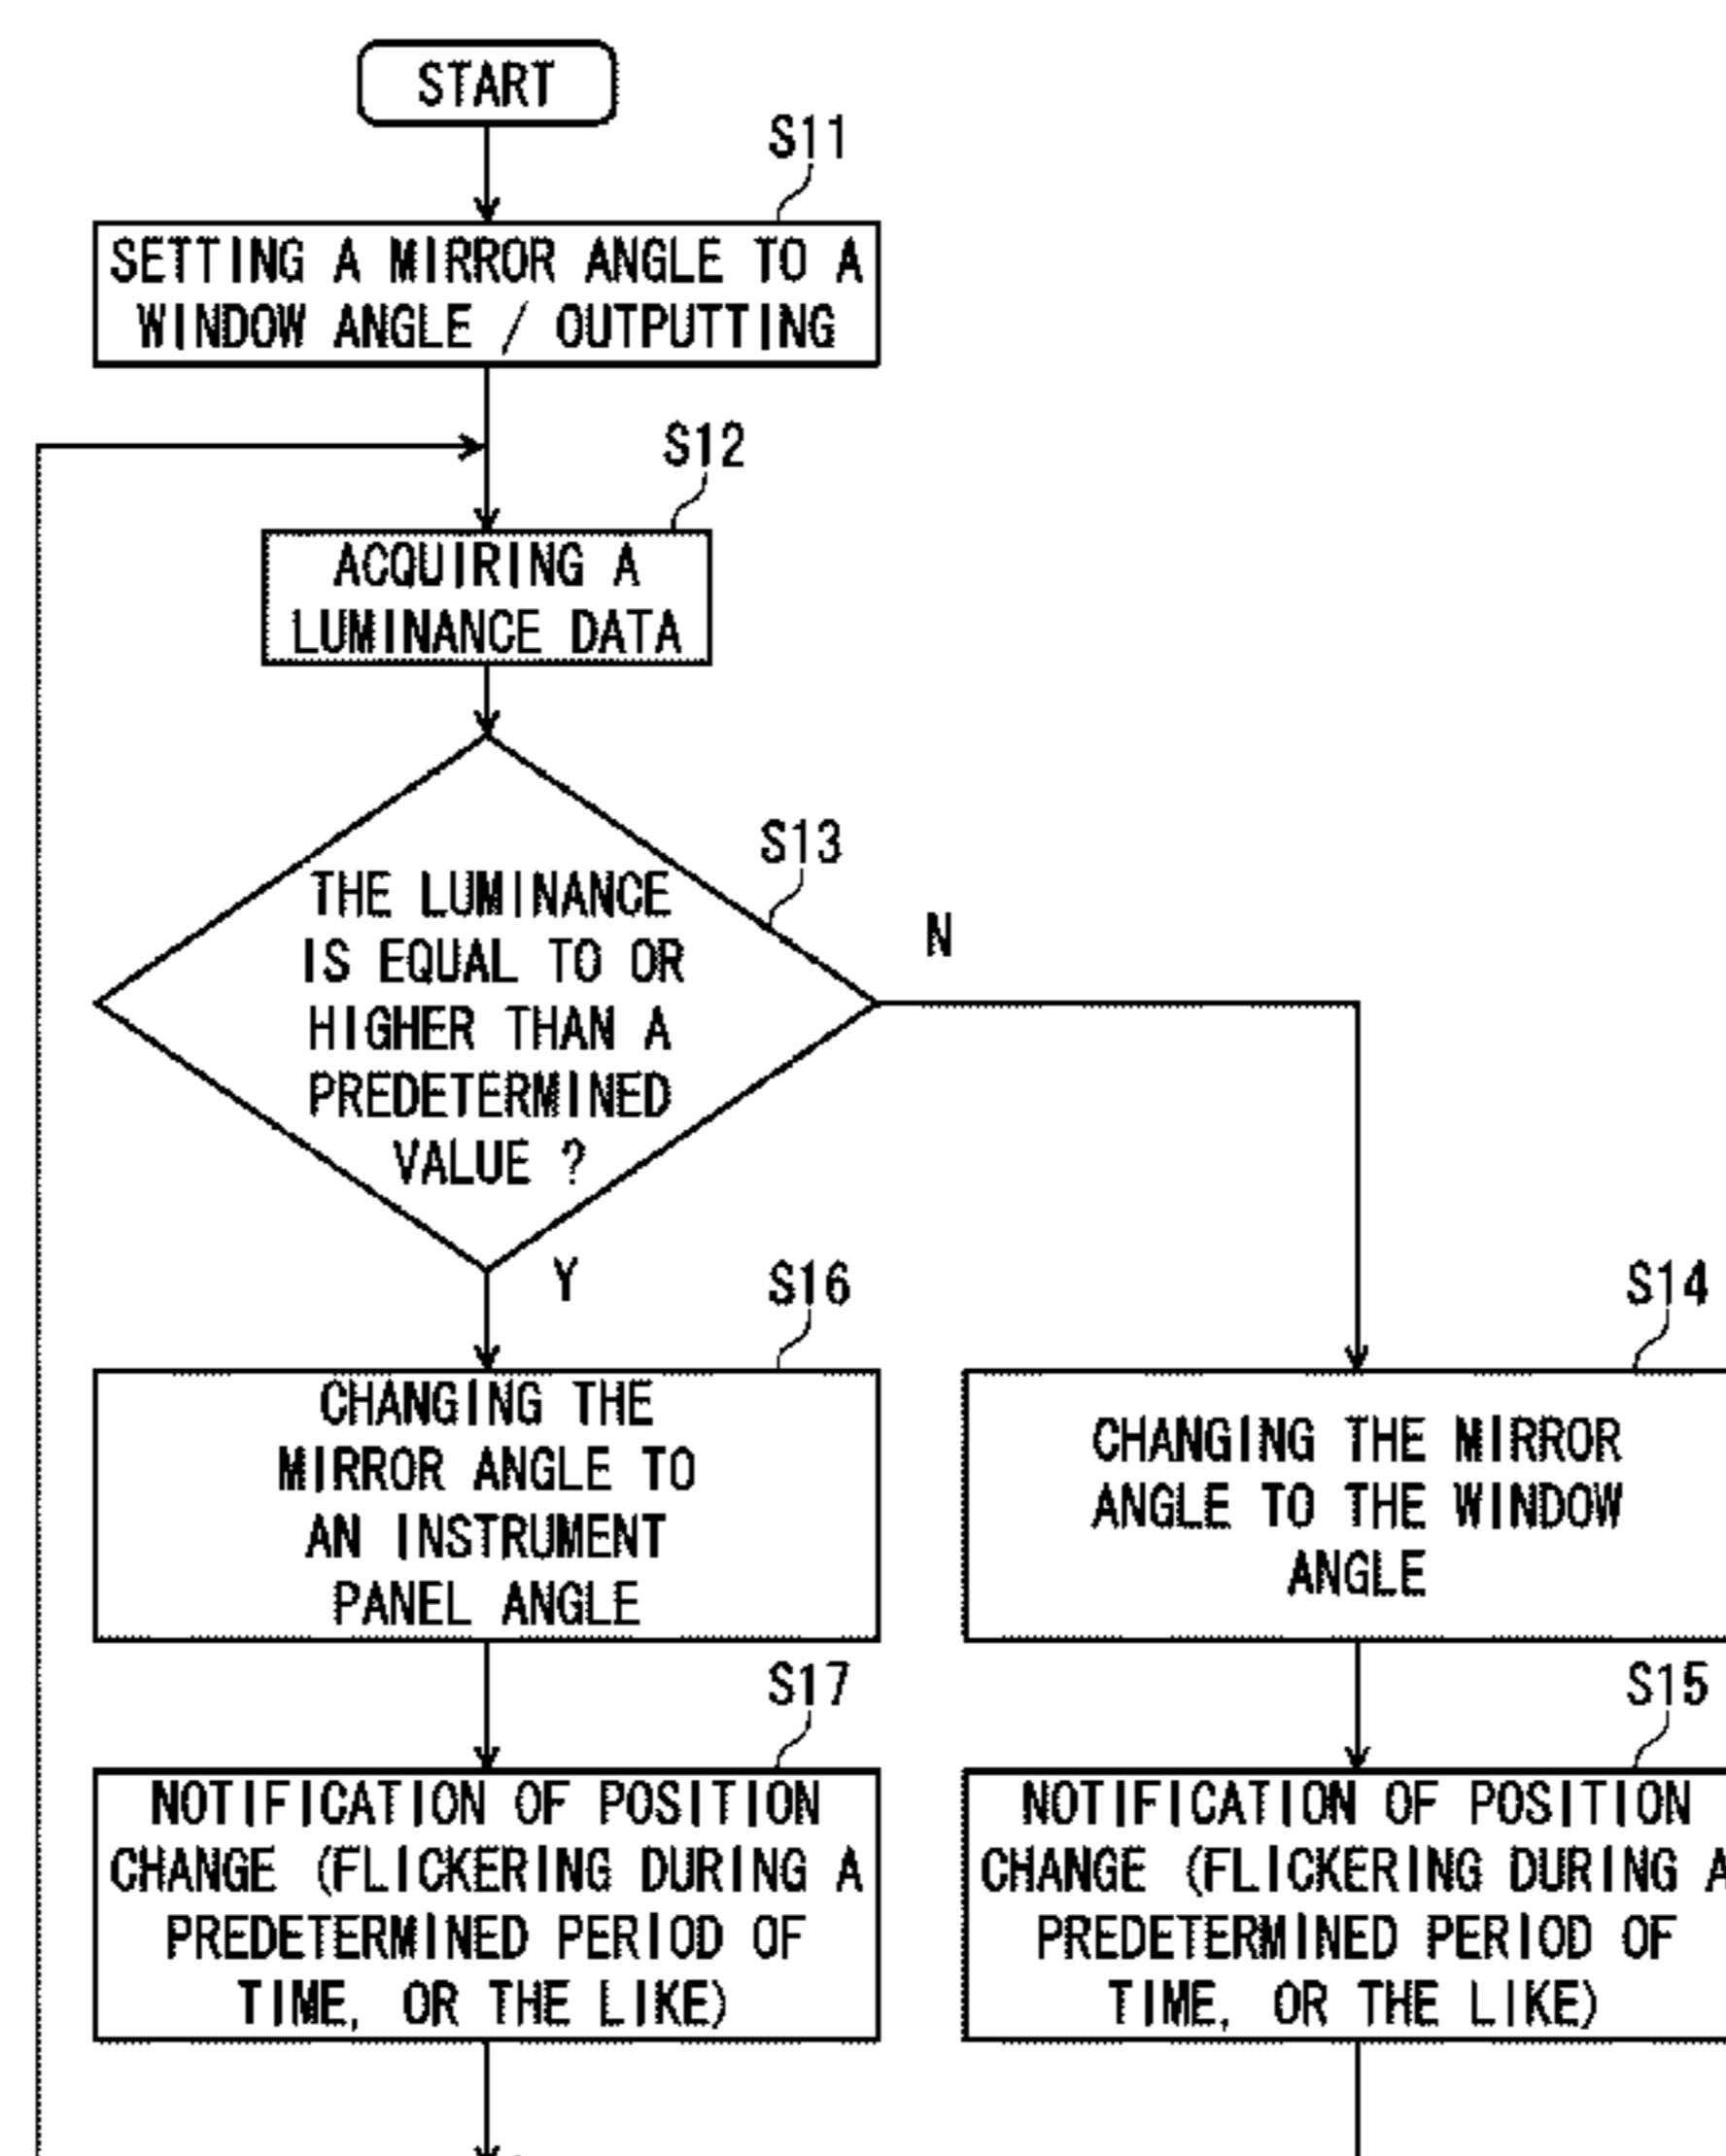 START
S11
SETTING A MIRROR ANGLE TO A
WINDOW ANGLE / OUTPUTTING
S12
ACQUIRING A
LUMINANCE DATA
S13
THE LUMINANCE
IS EQUAL TO OR
HIGHER THAN A
PREDETERMINED
VALUE ?
N
Y
S16
CHANGING THE
MIRROR ANGLE TO
AN INSTRUMENT
PANEL ANGLE
S14
CHANGING THE MIRROR
ANGLE TO THE WINDOW
ANGLE
S17
NOTIFICATION OF POSITION
CHANGE (FLICKERING DURING A
PREDETERMINED PERIOD OF
TIME, OR THE LIKE)
S15
NOTIFICATION OF POSITION
CHANGE (FLICKERING DURING A
PREDETERMINED PERIOD OF
TIME, OR THE LIKE)